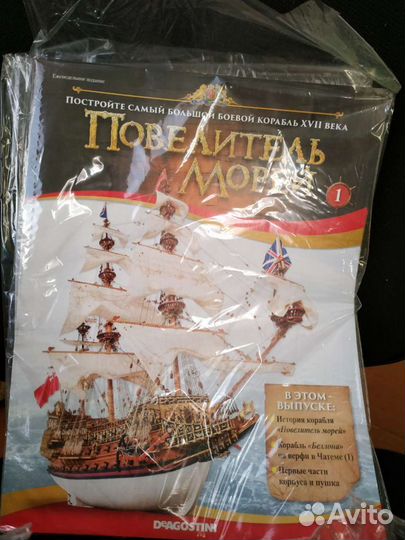 Еженедельное издание
ПОСТРОЙТЕ САМЫЙ БОЛЬШОЙ БОЕВОЙ КОРАБЛЬ XVII ВЕКА
ПОВЕЛИТЕЛЬ
МОРЕЙ
1
В ЭТОМ
ВЫПУСКЕ:
История корабля
«Повелитель морей»
Корабль «Беллона»
на верфи в Чатеме (1)
Первые части
корпуса и пушка
DeAGOSTINI
Avito